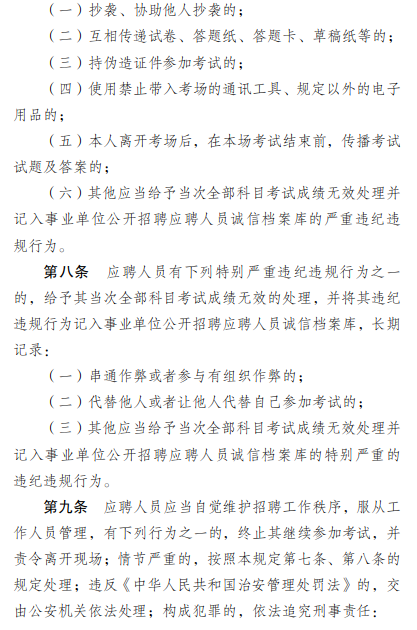 （一）抄袭、协助他人抄袭的；
（二）互相传递试卷、答题纸、答题卡、草稿纸等的；
（三）持伪造证件参加考试的；
（四）使用禁止带入考场的通讯工具、规定以外的电子
用品的；
（五）本人离开考场后，在本场考试结束前，传播考试
试题及答案的；
（六）其他应当给予当次全部科目考试成绩无效处理并
记入事业单位公开招聘应聘人员诚信档案库的严重违纪违
规行为。
第八条　应聘人员有下列特别严重违纪违规行为之一
的，给予其当次全部科目考试成绩无效的处理，并将其违纪
违规行为记入事业单位公开招聘应聘人员诚信档案库，长期
记录：
（一）串通作弊或者参与有组织作弊的；
（二）代替他人或者让他人代替自己参加考试的；
（三）其他应当给予当次全部科目考试成绩无效处理并
记入事业单位公开招聘应聘人员诚信档案库的特别严重的
违纪违规行为。
第九条　应聘人员应当自觉维护招聘工作秩序，服从工
作人员管理，有下列行为之一的，终止其继续参加考试，并
责令离开现场；情节严重的，按照本规定第七条、第八条的
规定处理；违反《中华人民共和国治安管理处罚法》的，交
由公安机关依法处理；构成犯罪的，依法追究刑事责任：